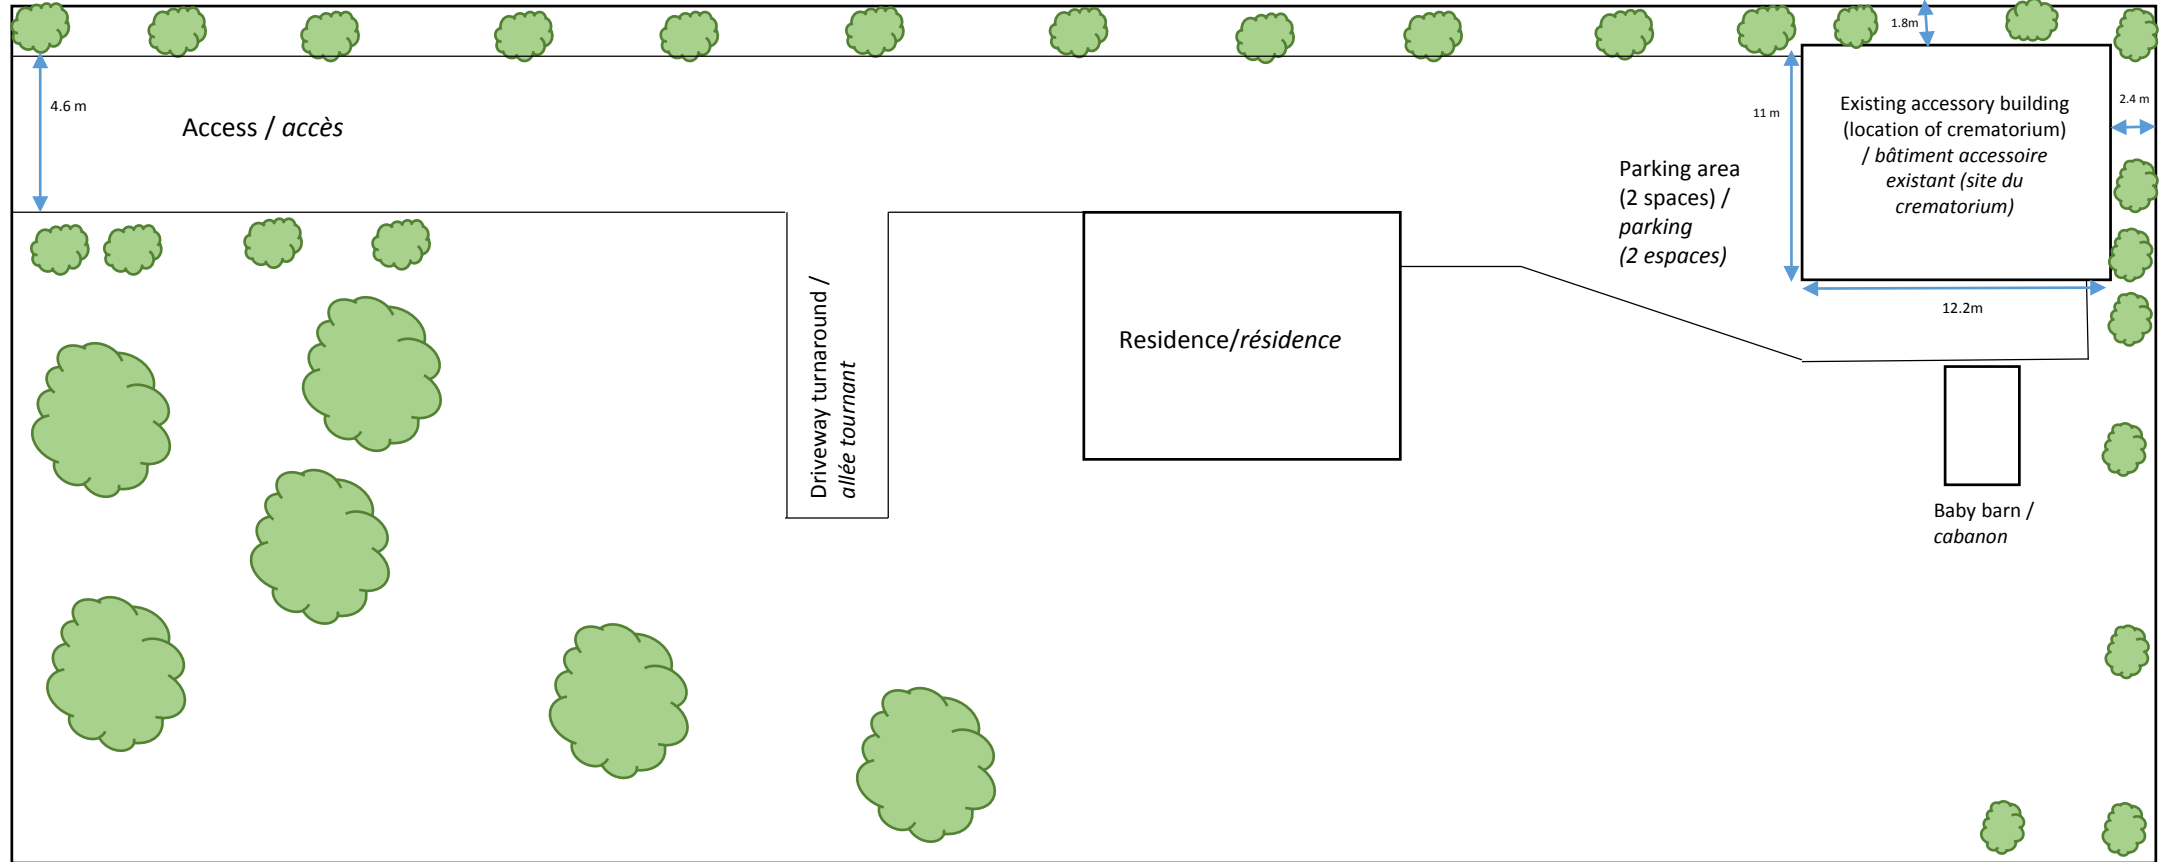 1.8m
4.6 m
Access / accès
11 m
Existing accessory building
(location of crematorium)
/ bâtiment accessoire
existant (site du
crematorium)
2.4 m
Parking area
(2 spaces) /
parking
(2 espaces)
12.2m
Driveway turnaround /
allée tournant
Residence/résidence
Baby barn /
cabanon